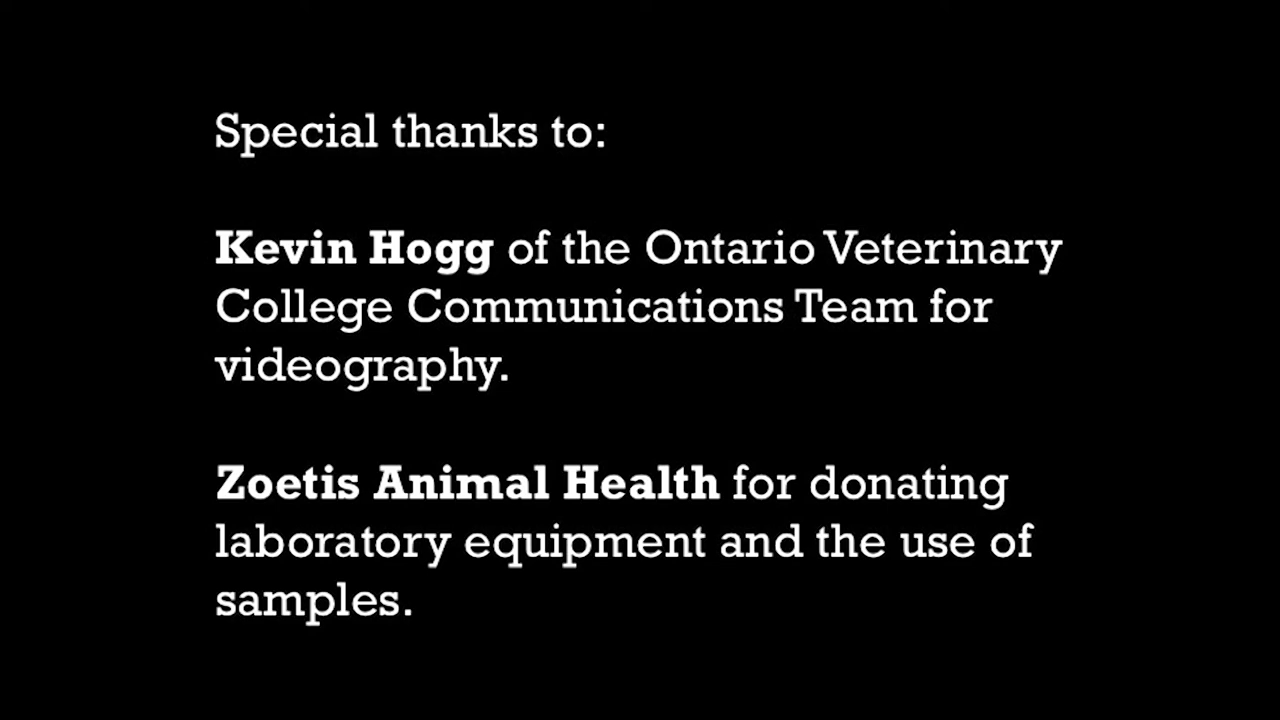 Special thanks to:
Kevin Hogg of the Ontario Veterinary
College Communications Team for
videography.
Zoetis Animal Health for donating
laboratory equipment and the use of
samples.